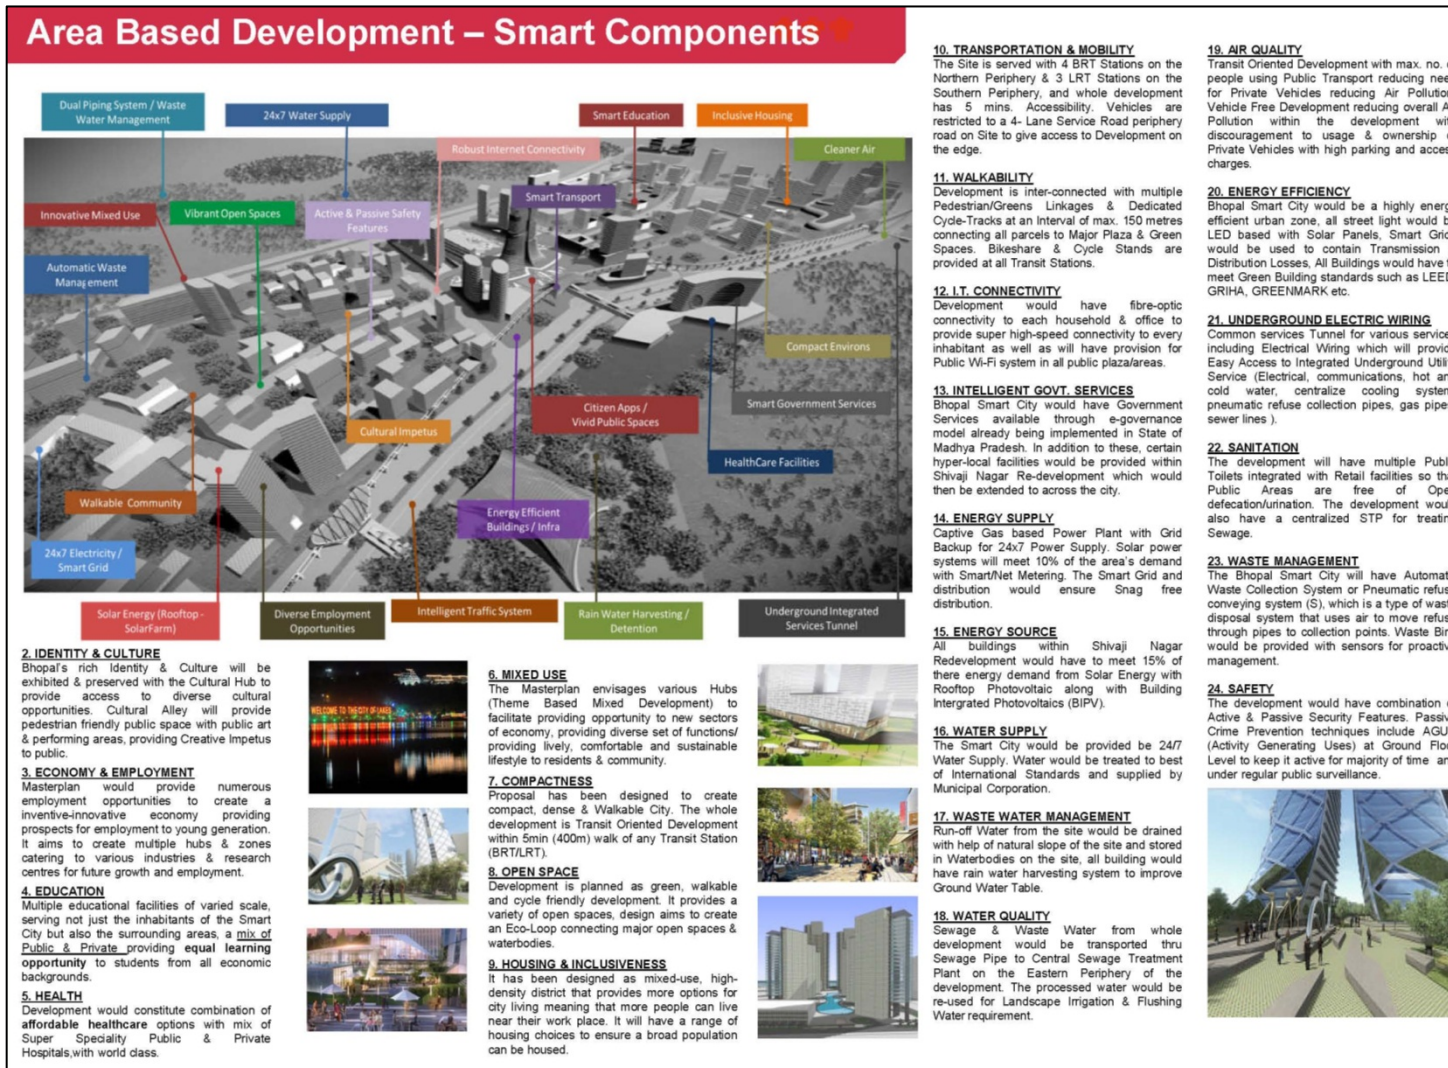 Area Based Development – Smart Components
Dual Piping System / Waste
Water Management
24x7 Water Supply
Smart Education
Inclusive Housing
Robust Internet Connectivity
Cleaner Air
Smart Transport
Innovative Mixed Use
Vibrant Open Spaces
Active & Passive Safety
Features
Automatic Waste
Management
Compact Environs
Smart Government Services
Citizen Apps /
Vivid Public Spaces
Cultural Impetus
HealthCare Facilities
Walkable Community
Energy Efficient
Buildings / Infra
24x7 Electricity /
Smart Grid
Solar Energy (Rooftop -
SolarFarm)
Diverse Employment
Opportunities
Intelligent Traffic System
Rain Water Harvesting /
Detention
Underground Integrated
Services Tunnel
2. IDENTITY & CULTURE
Bhopal's rich Identity & Culture will be
exhibited & preserved with the Cultural Hub to
provide access to diverse cultural
opportunities. Cultural Alley will provide
pedestrian friendly public space with public art
& performing areas, providing Creative Impetus
to public.
3. ECONOMY & EMPLOYMENT
Masterplan would provide numerous
employment opportunities to create a
inventive-innovative economy providing
prospects for employment to young generation.
It aims to create multiple hubs & zones
catering to various industries & research
centres for future growth and employment.
4. EDUCATION
Multiple educational facilities of varied scale,
serving not just the inhabitants of the Smart
City but also the surrounding areas, a mix of
Public & Private providing equal learning
opportunity to students from all economic
backgrounds.
5. HEALTH
Development would constitute combination of
affordable healthcare options with mix of
Super Speciality Public & Private
Hospitals,with world class.
WELCOME TO THE CITY OF LAKES
6. MIXED USE
The Masterplan envisages various Hubs
(Theme Based Mixed Development) to
facilitate providing opportunity to new sectors
of economy, providing diverse set of functions/
providing lively, comfortable and sustainable
lifestyle to residents & community.
7. COMPACTNESS
Proposal has been designed to create
compact, dense & Walkable City. The whole
development is Transit Oriented Development
within 5min (400m) walk of any Transit Station
(BRT/LRT).
8. OPEN SPACE
Development is planned as green, walkable
and cycle friendly development. It provides a
variety of open spaces, design aims to create
an Eco-Loop connecting major open spaces &
waterbodies.
9. HOUSING & INCLUSIVENESS
It has been designed as mixed-use, high-
density district that provides more options for
city living meaning that more people can live
near their work place. It will have a range of
housing choices to ensure a broad population
can be housed.
10. TRANSPORTATION & MOBILITY
The Site is served with 4 BRT Stations on the
Northern Periphery & 3 LRT Stations on the
Southern Periphery, and whole development
has 5 mins. Accessibility. Vehicles are
restricted to a 4- Lane Service Road periphery
road on Site to give access to Development on
the edge.
11. WALKABILITY
Development is inter-connected with multiple
Pedestrian/Greens Linkages & Dedicated
Cycle-Tracks at an Interval of max. 150 metres
connecting all parcels to Major Plaza & Green
Spaces. Bikeshare & Cycle Stands are
provided at all Transit Stations.
12. I.T. CONNECTIVITY
Development would have fibre-optic
connectivity to each household & office to
provide super high-speed connectivity to every
inhabitant as well as will have provision for
Public Wi-Fi system in all public plaza/areas.
13. INTELLIGENT GOVT. SERVICES
Bhopal Smart City would have Government
Services available through e-governance
model already being implemented in State of
Madhya Pradesh. In addition to these, certain
hyper-local facilities would be provided within
Shivaji Nagar Re-development which would
then be extended to across the city.
14. ENERGY SUPPLY
Captive Gas based Power Plant with Grid
Backup for 24x7 Power Supply. Solar power
systems will meet 10% of the area's demand
with Smart/Net Metering. The Smart Grid and
distribution would ensure Snag free
distribution.
15. ENERGY SOURCE
All buildings within Shivaji Nagar
Redevelopment would have to meet 15% of
there energy demand from Solar Energy with
Rooftop Photovoltaic along with Building
Intergrated Photovoltaics (BIPV).
16. WATER SUPPLY
The Smart City would be provided be 24/7
Water Supply. Water would be treated to best
of International Standards and supplied by
Municipal Corporation.
17. WASTE WATER MANAGEMENT
Run-off Water from the site would be drained
with help of natural slope of the site and stored
in Waterbodies on the site, all building would
have rain water harvesting system to improve
Ground Water Table.
18. WATER QUALITY
Sewage & Waste Water from whole
development would be transported thru
Sewage Pipe to Central Sewage Treatment
Plant on the Eastern Periphery of the
development. The processed water would be
re-used for Landscape Irrigation & Flushing
Water requirement.
19. AIR QUALITY
Transit Oriented Development with max. no.
people using Public Transport reducing
for Private Vehicles reducing Air
Vehicle Free Development reducing overall
Pollution within the development
discouragement to usage & ownership
Private Vehicles with high parking and
charges.
20. ENERGY EFFICIENCY
Bhopal Smart City would be a highly
efficient urban zone, all street light would
LED based with Solar Panels, Smart
would be used to contain Transmission
Distribution Losses, All Buildings would have
meet Green Building standards such as
GRIHA, GREENMARK etc.
21. UNDERGROUND ELECTRIC WIRING
Common services Tunnel for various
including Electrical Wiring which will
Easy Access to Integrated Underground
Service (Electrical, communications, hot
cold water, centralize cooling
pneumatic refuse collection pipes, gas
sewer lines ).
22. SANITATION
The development will have multiple
Toilets integrated with Retail facilities so
Public Areas are free of
defecation/urination. The development
also have a centralized STP for
Sewage.
23. WASTE MANAGEMENT
The Bhopal Smart City will have
Waste Collection System or Pneumatic
conveying system (S), which is a type of
disposal system that uses air to move
through pipes to collection points. Waste
would be provided with sensors for
management.
24. SAFETY
The development would have combination
Active & Passive Security Features.
Crime Prevention techniques include
(Activity Generating Uses) at Ground
Level to keep it active for majority of time
under regular public surveillance.